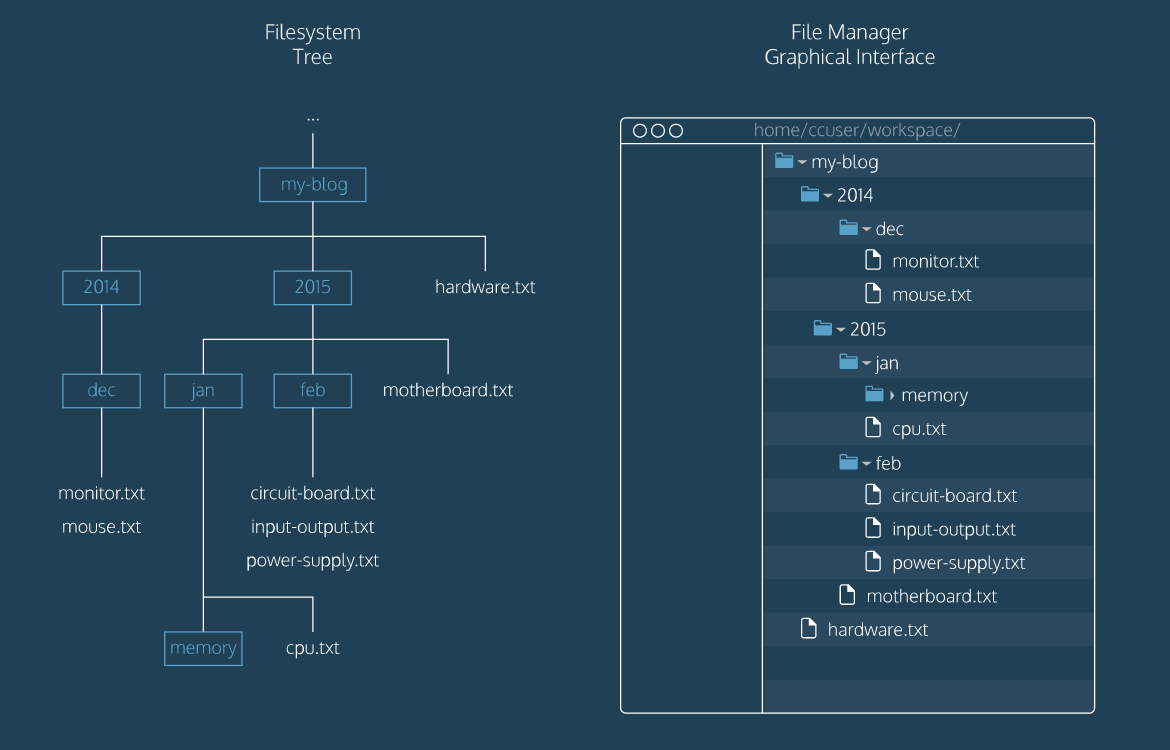 Filesystem
Tree
...
my-blog
2014
2015
hardware.txt
dec
jan
feb
motherboard.txt
monitor.txt
mouse.txt
circuit-board.txt
input-output.txt
power-supply.txt
memory
cpu.txt
File Manager
Graphical Interface
home/ccuser/workspace/
my-blog
2014
dec
monitor.txt
mouse.txt
2015
jan
memory
cpu.txt
feb
circuit-board.txt
input-output.txt
power-supply.txt
motherboard.txt
hardware.txt